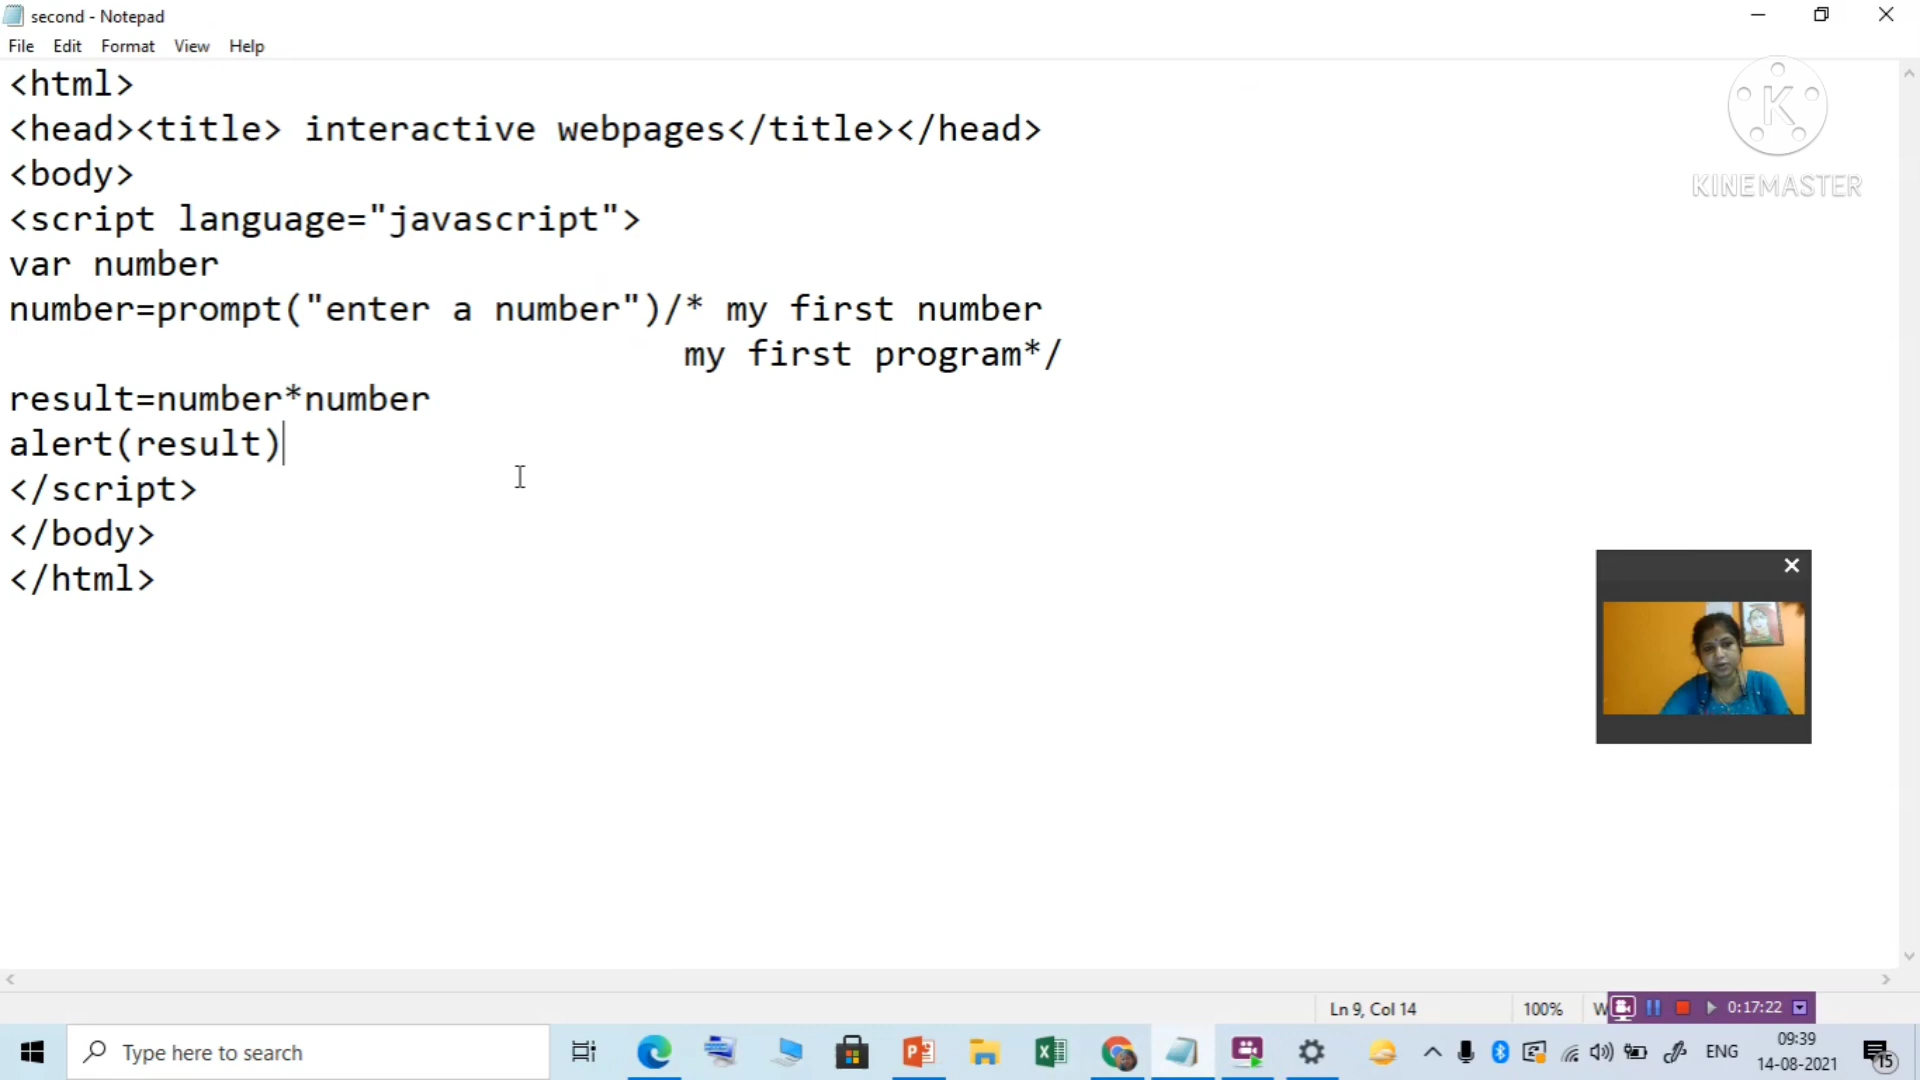 second - Notepad
File Edit Format View Help
<html>
<head><title> interactive webpages</title></head>
<body>
<script language="javascript">
var number
number=prompt("enter a number")/* my first number
my first program*/
result=number*number
alert(result)
</script>
</body>
</html>
KINEMASTER
Ln 9, Col 14
100%
W
0:17:22
Type here to search
ENG
09:39
14-08-2021
15